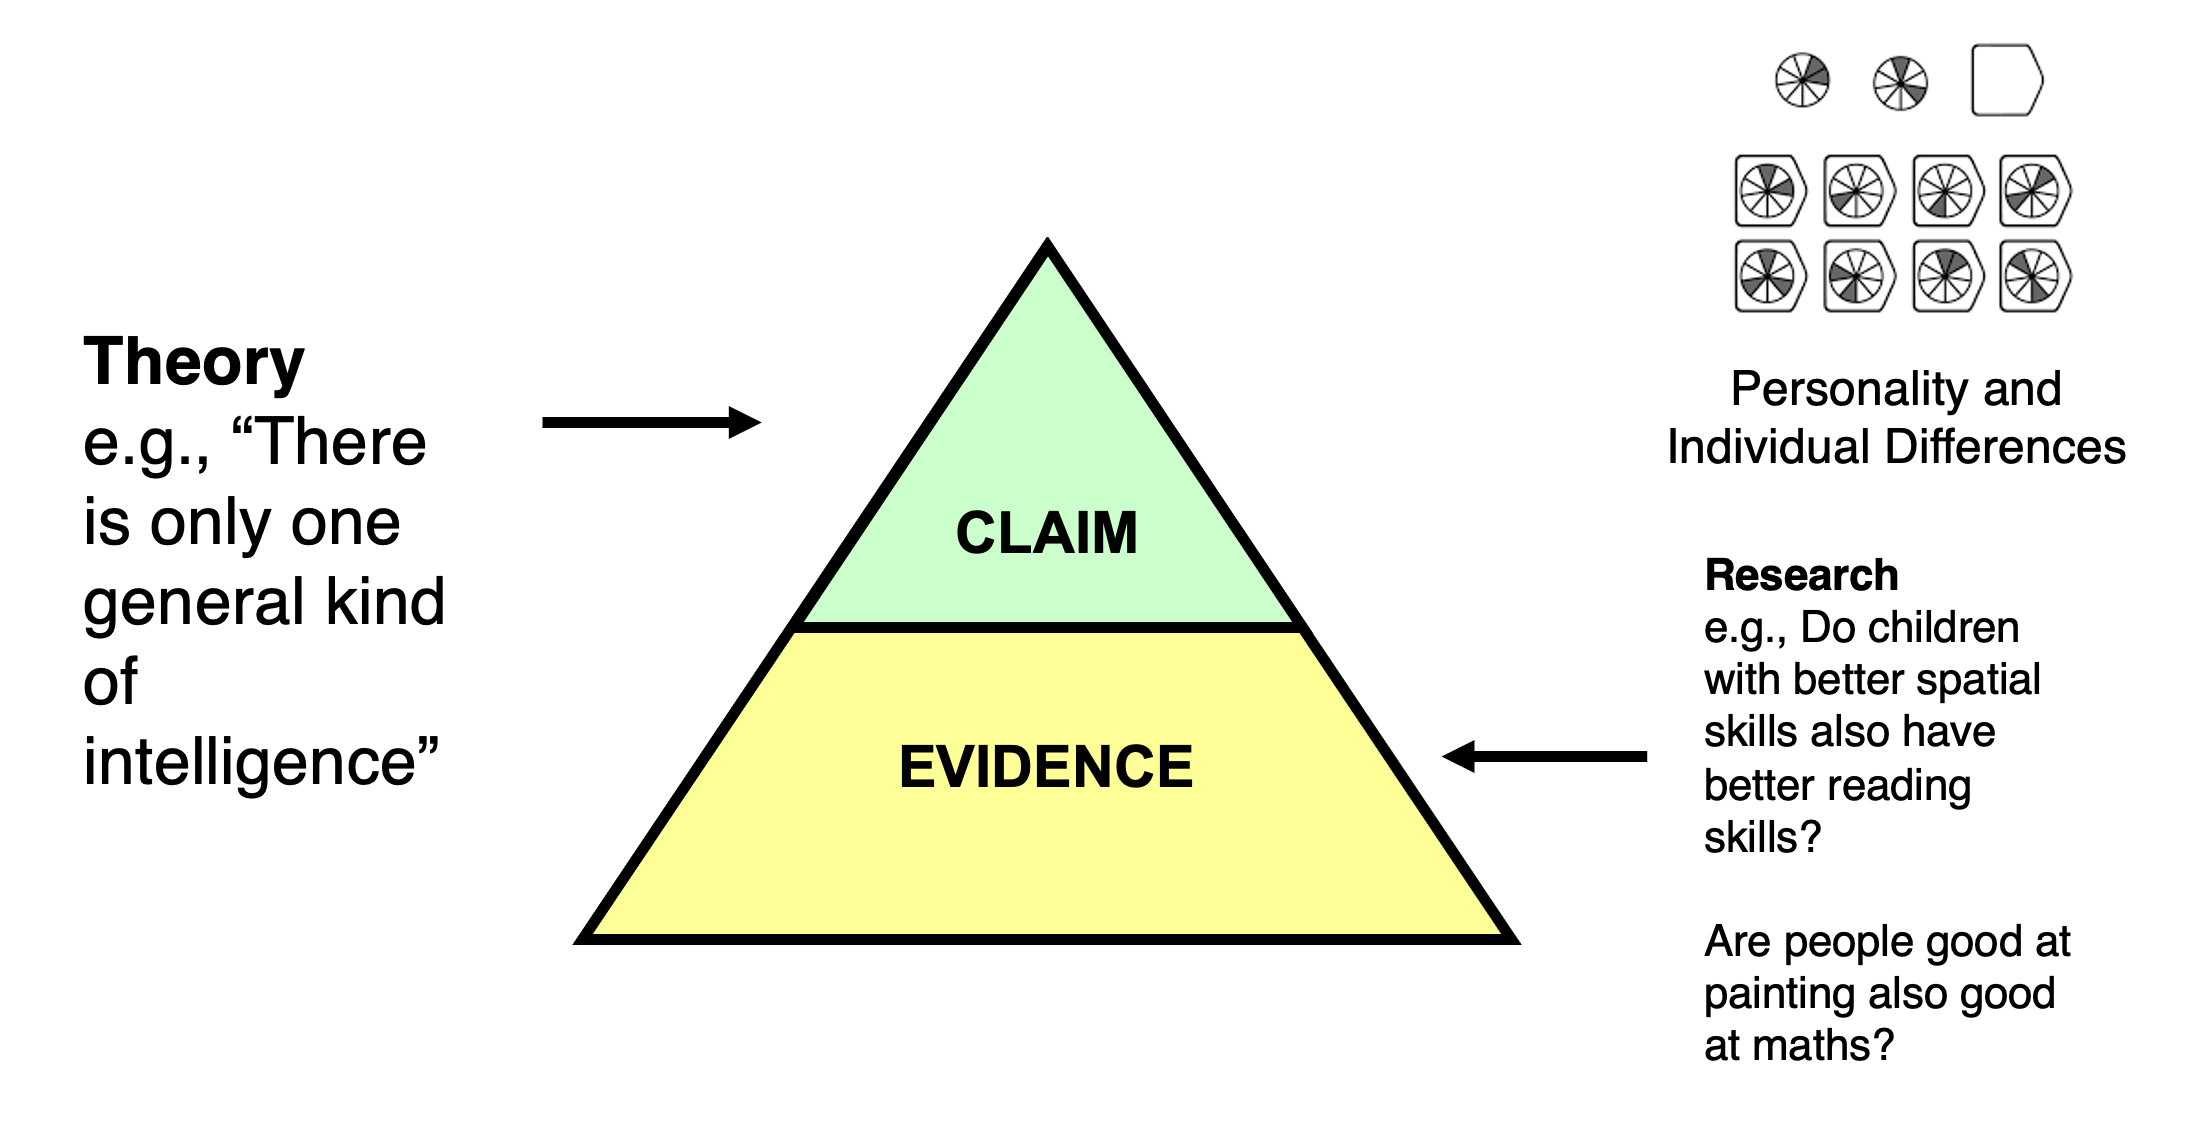 Theory
e.g., “There
is only one
general kind
of
intelligence”
CLAIM
EVIDENCE
Personality and
Individual Differences
Research
e.g., Do children
with better spatial
skills also have
better reading
skills?
Are people good at
painting also good
at maths?